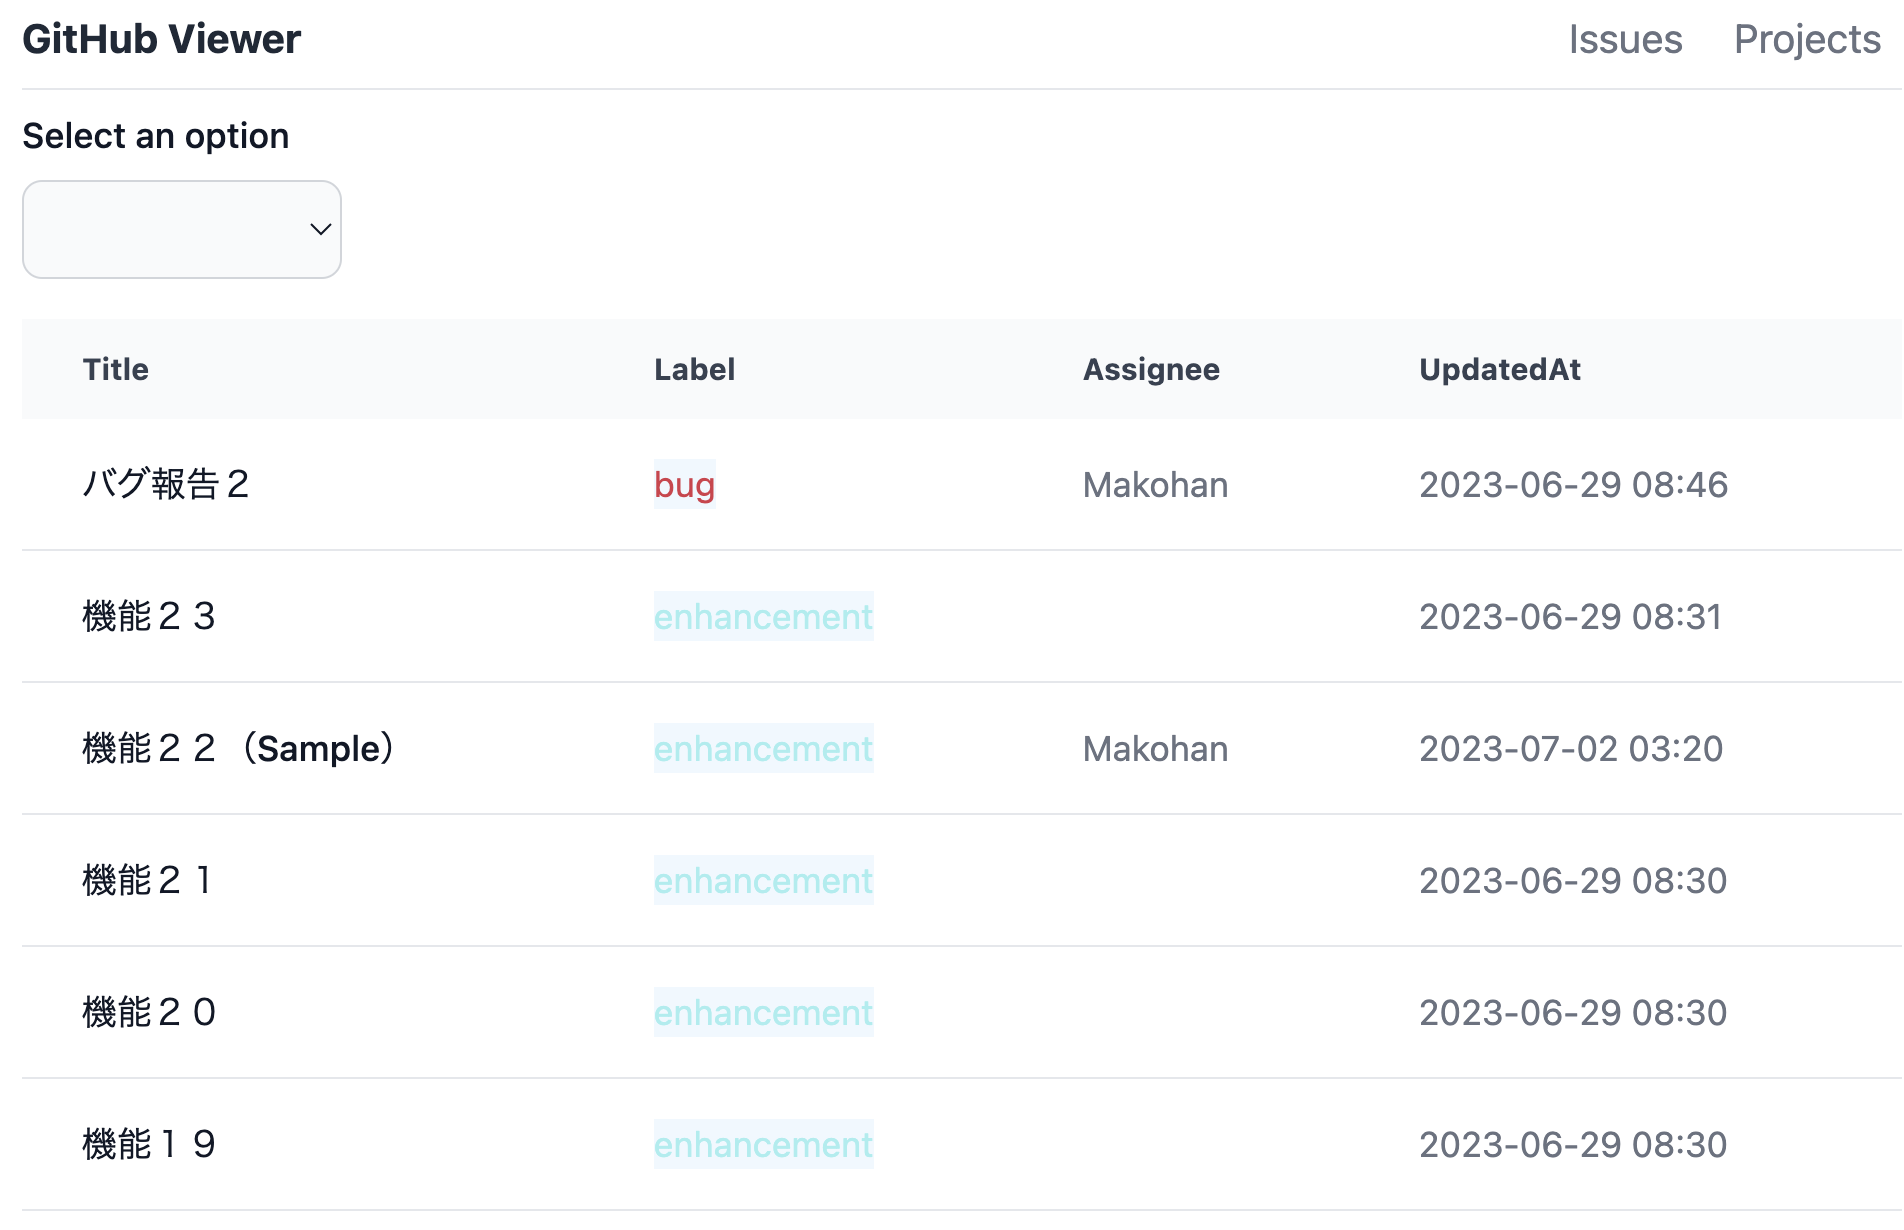 GitHub Viewer Issues Projects
Select an option
Title Label Assignee UpdatedAt
バグ報告２ bug Makohan 2023-06-29 08:46
機能２３ enhancement 2023-06-29 08:31
機能２２（Sample） enhancement Makohan 2023-07-02 03:20
機能２１ enhancement 2023-06-29 08:30
機能２０ enhancement 2023-06-29 08:30
機能１９ enhancement 2023-06-29 08:30